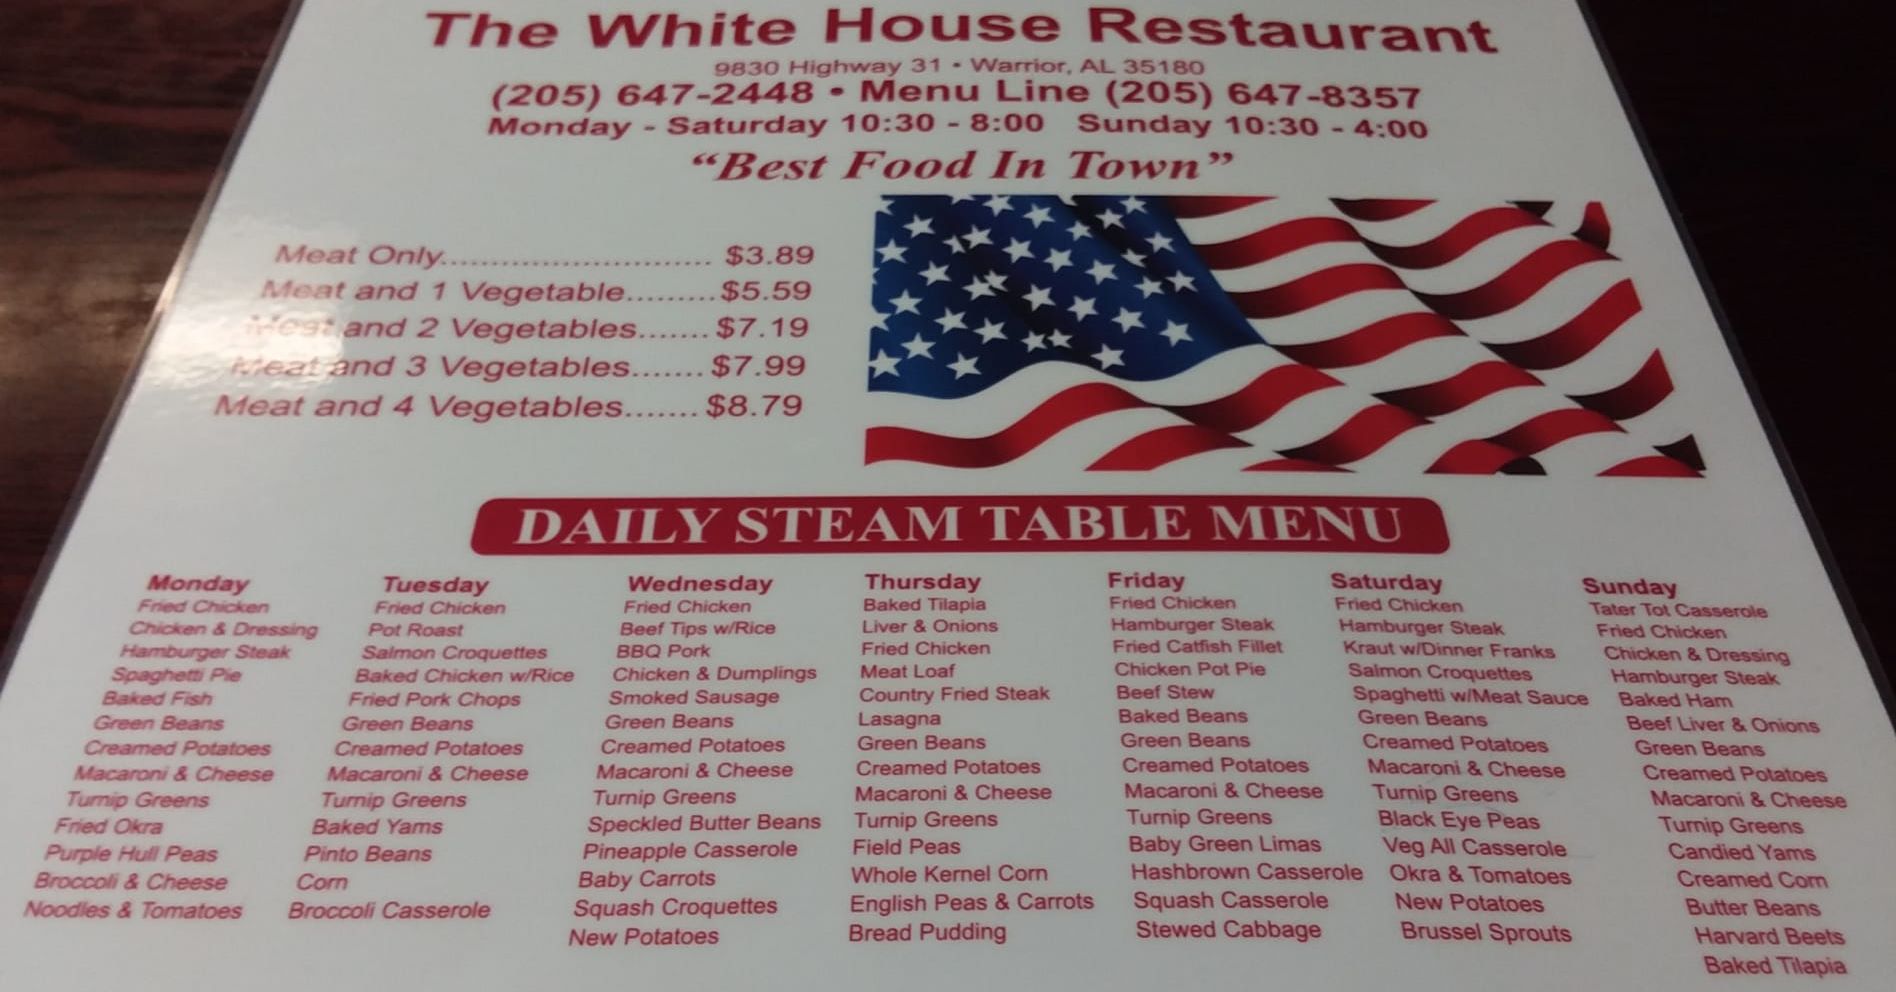 The White House Restaurant
9830 Highway 31 • Warrior, AL 35180
(205) 647-2448 • Menu Line (205) 647-8357
Monday - Saturday 10:30 - 8:00 Sunday 10:30 - 4:00
“Best Food In Town”
Meat Only........................... $3.89
Meat and 1 Vegetable.........$5.59
Meat and 2 Vegetables.......$7.19
Meat and 3 Vegetables.......$7.99
Meat and 4 Vegetables.......$8.79
DAILY STEAM TABLE MENU
Monday
Fried Chicken
Chicken & Dressing
Hamburger Steak
Spaghetti Pie
Baked Fish
Green Beans
Creamed Potatoes
Macaroni & Cheese
Turnip Greens
Fried Okra
Purple Hull Peas
Broccoli & Cheese
Noodles & Tomatoes
Tuesday
Fried Chicken
Pot Roast
Salmon Croquettes
Baked Chicken w/Rice
Fried Pork Chops
Green Beans
Creamed Potatoes
Macaroni & Cheese
Turnip Greens
Baked Yams
Pinto Beans
Corn
Broccoli Casserole
Wednesday
Fried Chicken
Beef Tips w/Rice
BBQ Pork
Chicken & Dumplings
Smoked Sausage
Green Beans
Creamed Potatoes
Macaroni & Cheese
Turnip Greens
Speckled Butter Beans
Pineapple Casserole
Baby Carrots
Squash Croquettes
New Potatoes
Thursday
Baked Tilapia
Liver & Onions
Fried Chicken
Meat Loaf
Country Fried Steak
Lasagna
Green Beans
Creamed Potatoes
Macaroni & Cheese
Turnip Greens
Field Peas
Whole Kernel Corn
English Peas & Carrots
Bread Pudding
Friday
Fried Chicken
Hamburger Steak
Fried Catfish Fillet
Chicken Pot Pie
Beef Stew
Baked Beans
Green Beans
Creamed Potatoes
Macaroni & Cheese
Turnip Greens
Baby Green Limas
Hashbrown Casserole
Squash Casserole
Stewed Cabbage
Saturday
Fried Chicken
Hamburger Steak
Kraut w/Dinner Franks
Salmon Croquettes
Spaghetti w/Meat Sauce
Green Beans
Creamed Potatoes
Macaroni & Cheese
Turnip Greens
Black Eye Peas
Veg All Casserole
Okra & Tomatoes
New Potatoes
Brussel Sprouts
Sunday
Tater Tot Casserole
Fried Chicken
Chicken & Dressing
Hamburger Steak
Baked Ham
Beef Liver & Onions
Green Beans
Creamed Potatoes
Macaroni & Cheese
Turnip Greens
Candied Yams
Creamed Corn
Butter Beans
Harvard Beets
Baked Tilapia